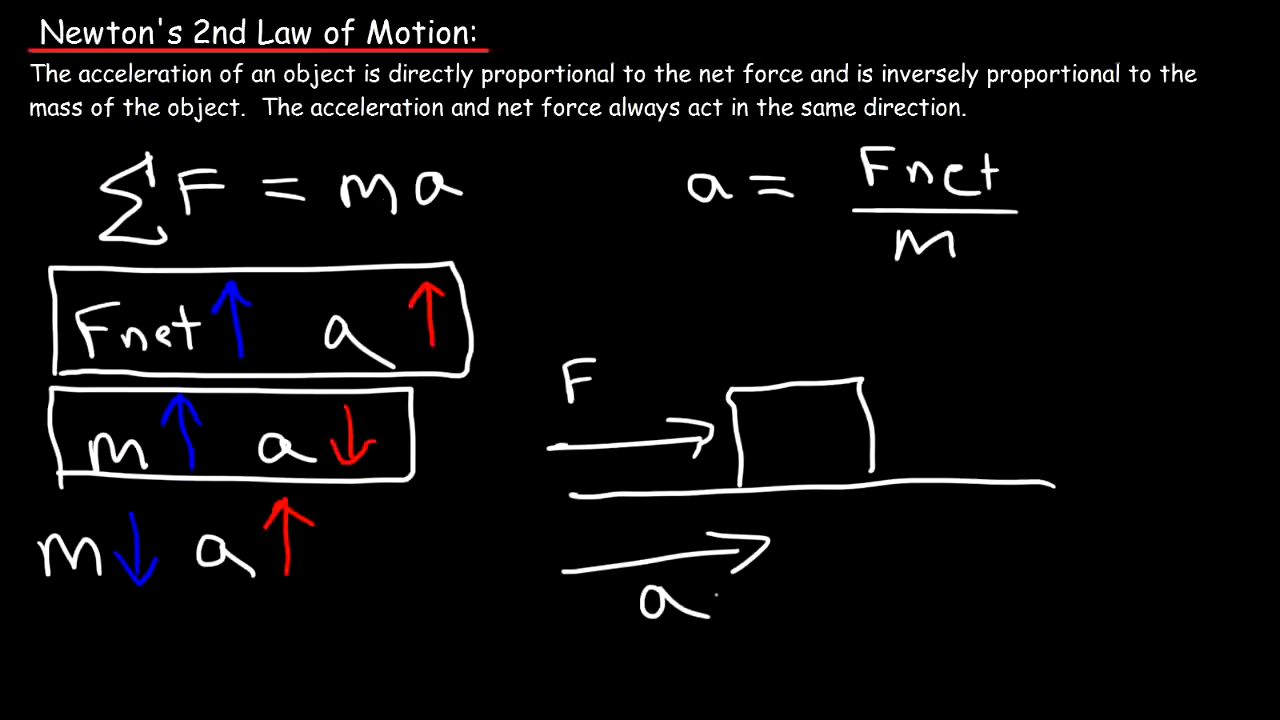 Newton's 2nd Law of Motion:
The acceleration of an object is directly proportional to the net force and is inversely proportional to the
mass of the object. The acceleration and net force always act in the same direction.
∑F = ma
a = Fnet/m
Fnet ↑ a ↑
m ↑ a ↓
m ↓ a ↑
F
a